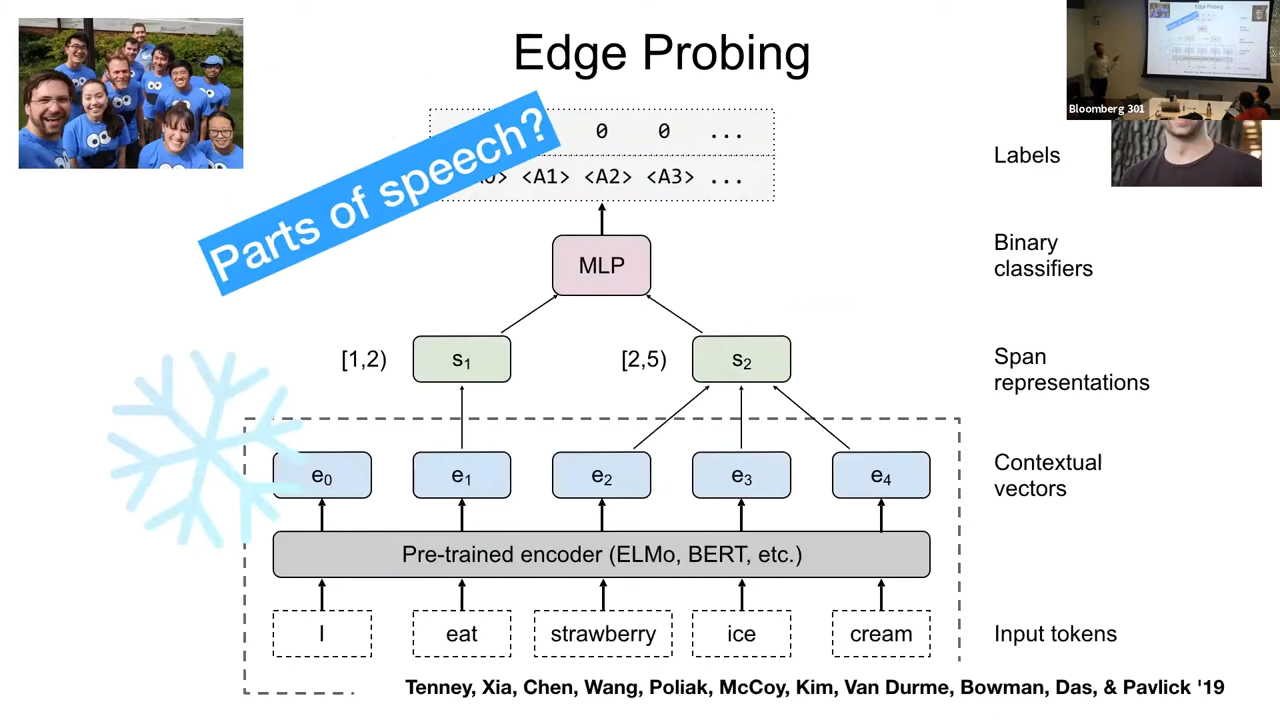 Edge Probing
Bloomberg 301
Parts of speech?
0 0 ...
<A1> <A2> <A3> ...
Labels
MLP
Binary
classifiers
[1,2)
s1
[2,5)
s2
Span
representations
e0 e1 e2 e3 e4
Contextual
vectors
Pre-trained encoder (ELMo, BERT, etc.)
I eat strawberry ice cream
Input tokens
Tenney, Xia, Chen, Wang, Poliak, McCoy, Kim, Van Durme, Bowman, Das, & Pavlick '19